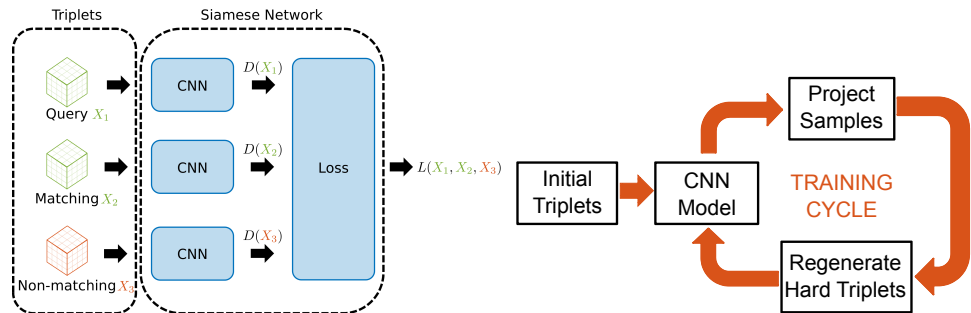 Triplets
Siamese Network
Query X₁
CNN
D(X₁)
Matching X₂
CNN
D(X₂)
Non-matching X₃
CNN
D(X₃)
Loss
L(X₁, X₂, X₃)
Initial
Triplets
CNN
Model
Project
Samples
TRAINING
CYCLE
Regenerate
Hard Triplets